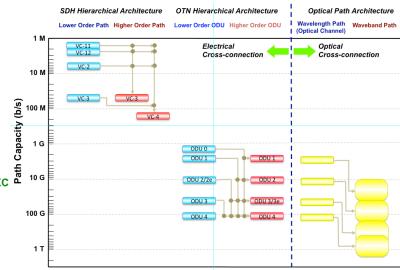 SDH Hierarchical Architecture
OTN Hierarchical Architecture
Optical Path Architecture
Lower Order Path
Higher Order Path
Lower Order ODU
Higher Order ODU
Wavelength Path
(Optical Channel)
Waveband Path
Electrical
Cross-connection
Optical
Cross-connection
Path Capacity (b/s)
1 M
10 M
100 M
1 G
10 G
100 G
1 T
VC-11
VC-12
VC-2
VC-3
VC-3
VC-4
ODU 0
ODU 1
ODU 1
ODU 2/2e
ODU 2
ODU 3
ODU 4
ODU 4